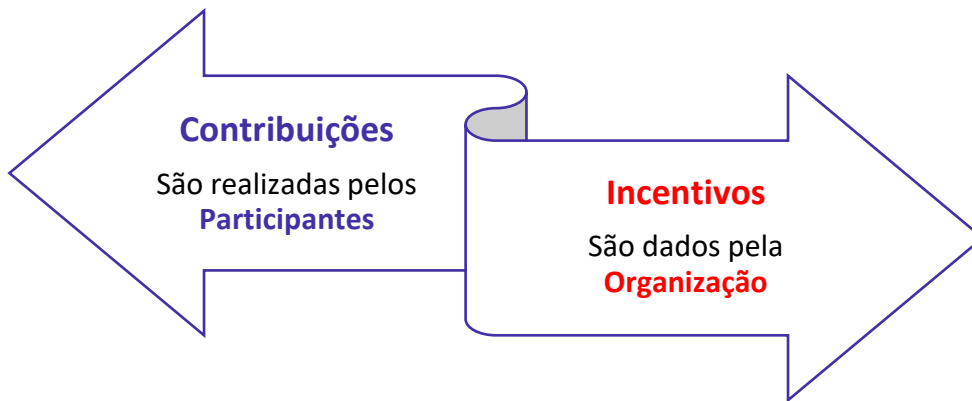 Contribuições
São realizadas pelos
Participantes
Incentivos
São dados pela
Organização